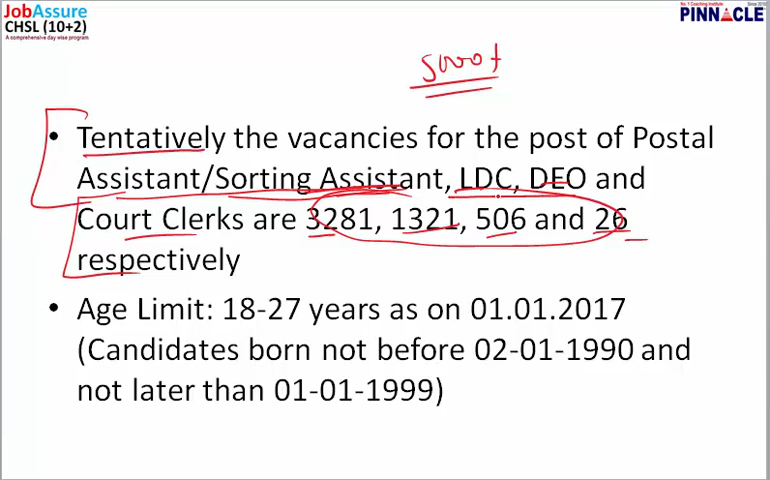 JobAssure
CHSL (10+2)
A comprehensive day wise program
No. 1 Coaching Institute
PINNACLE
5000+
• Tentatively the vacancies for the post of Postal
Assistant/Sorting Assistant, LDC, DEO and
Court Clerks are 3281, 1321, 506 and 26
respectively
• Age Limit: 18-27 years as on 01.01.2017
(Candidates born not before 02-01-1990 and
not later than 01-01-1999)